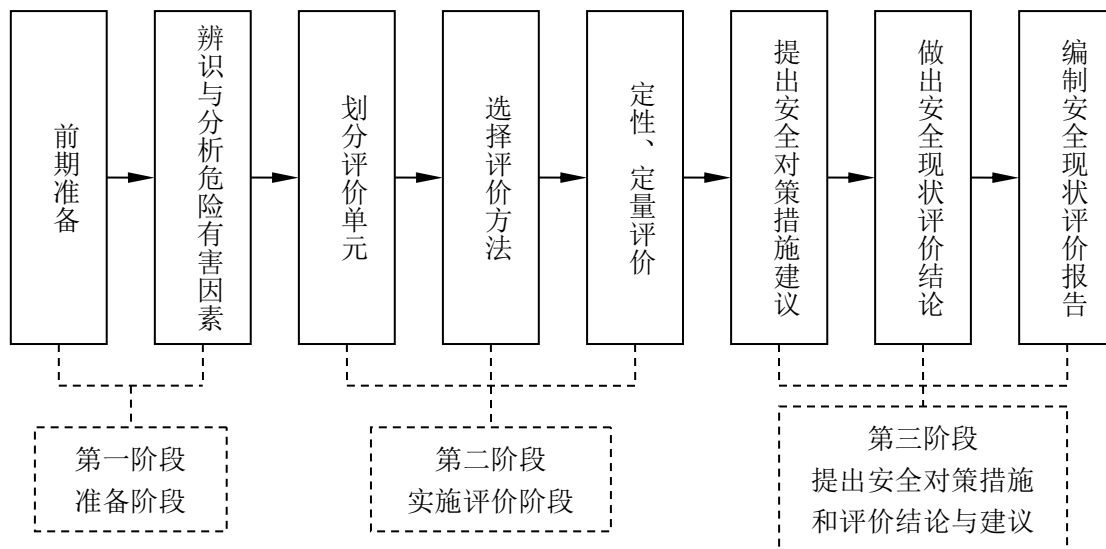 前期准备
辨识与分析危险有害因素
划分评价单元
选择评价方法
定性、定量评价
提出安全对策措施建议
做出安全现状评价结论
编制安全现状评价报告
第一阶段
准备阶段
第二阶段
实施评价阶段
第三阶段
提出安全对策措施
和评价结论与建议